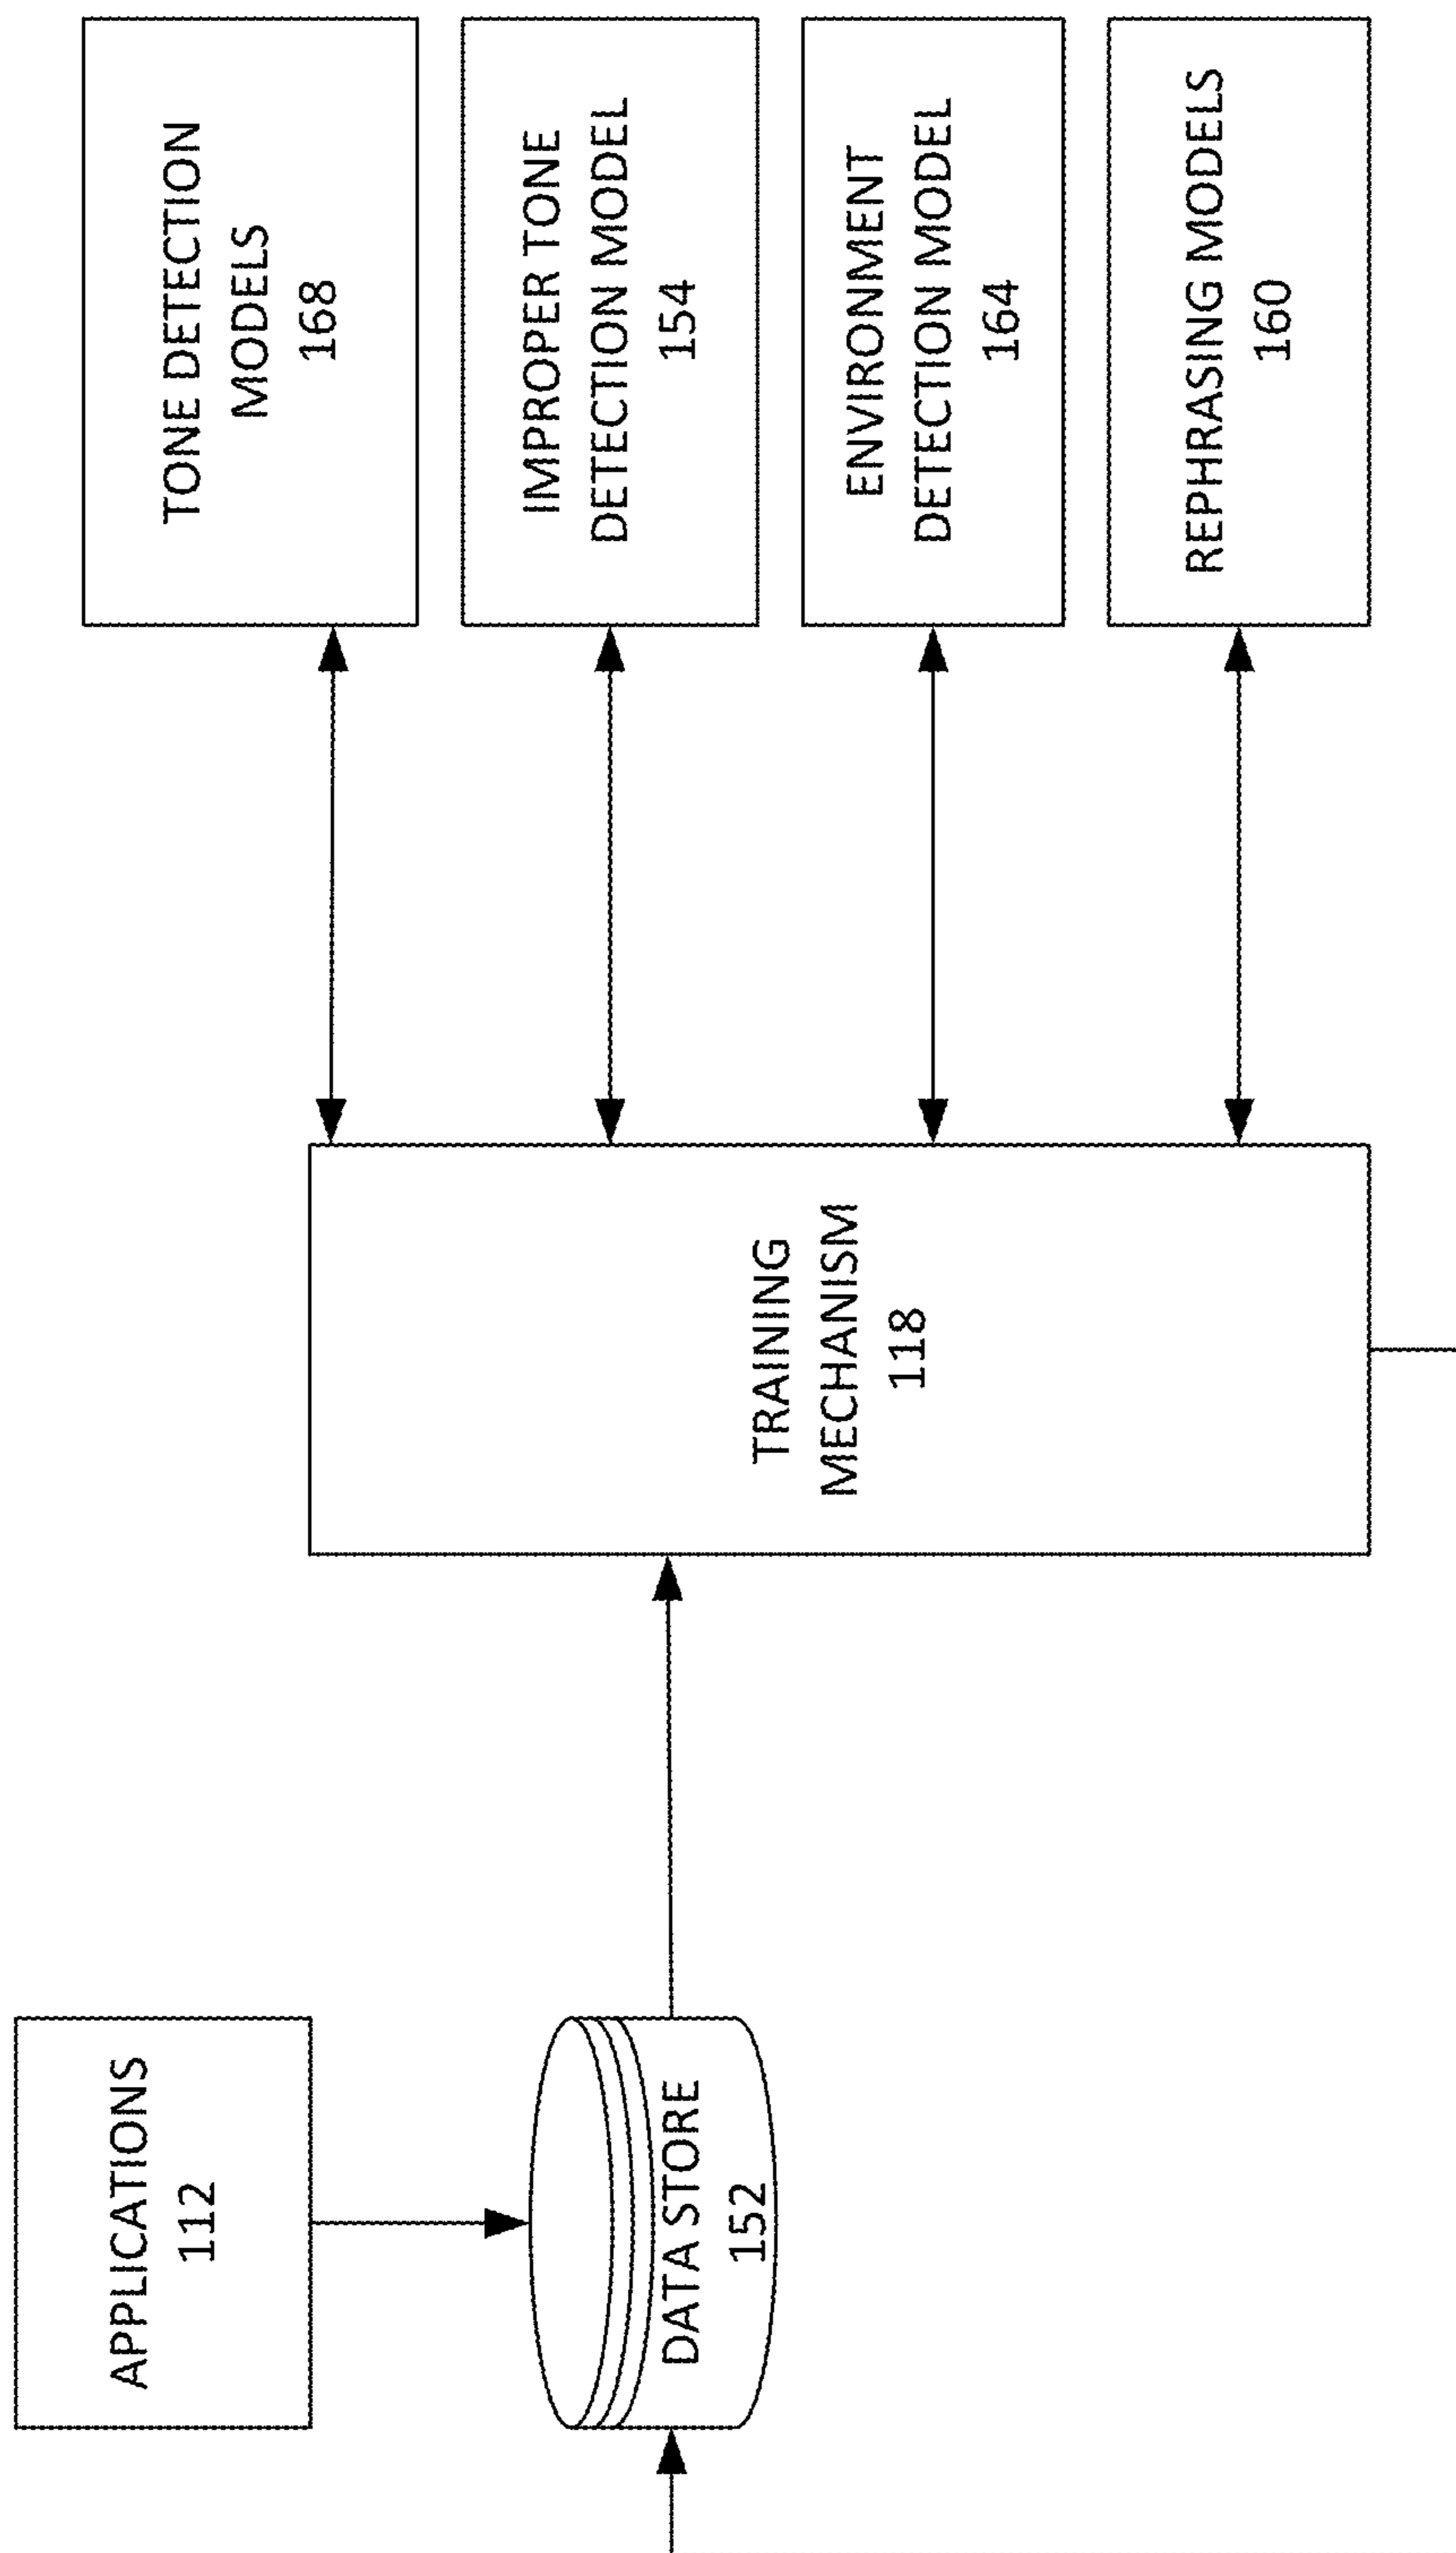 APPLICATIONS
112
DATA STORE
152
TRAINING
MECHANISM
118
TONE DETECTION
MODELS
168
IMPROPER TONE
DETECTION MODEL
154
ENVIRONMENT
DETECTION MODEL
164
REPHRASING MODELS
160